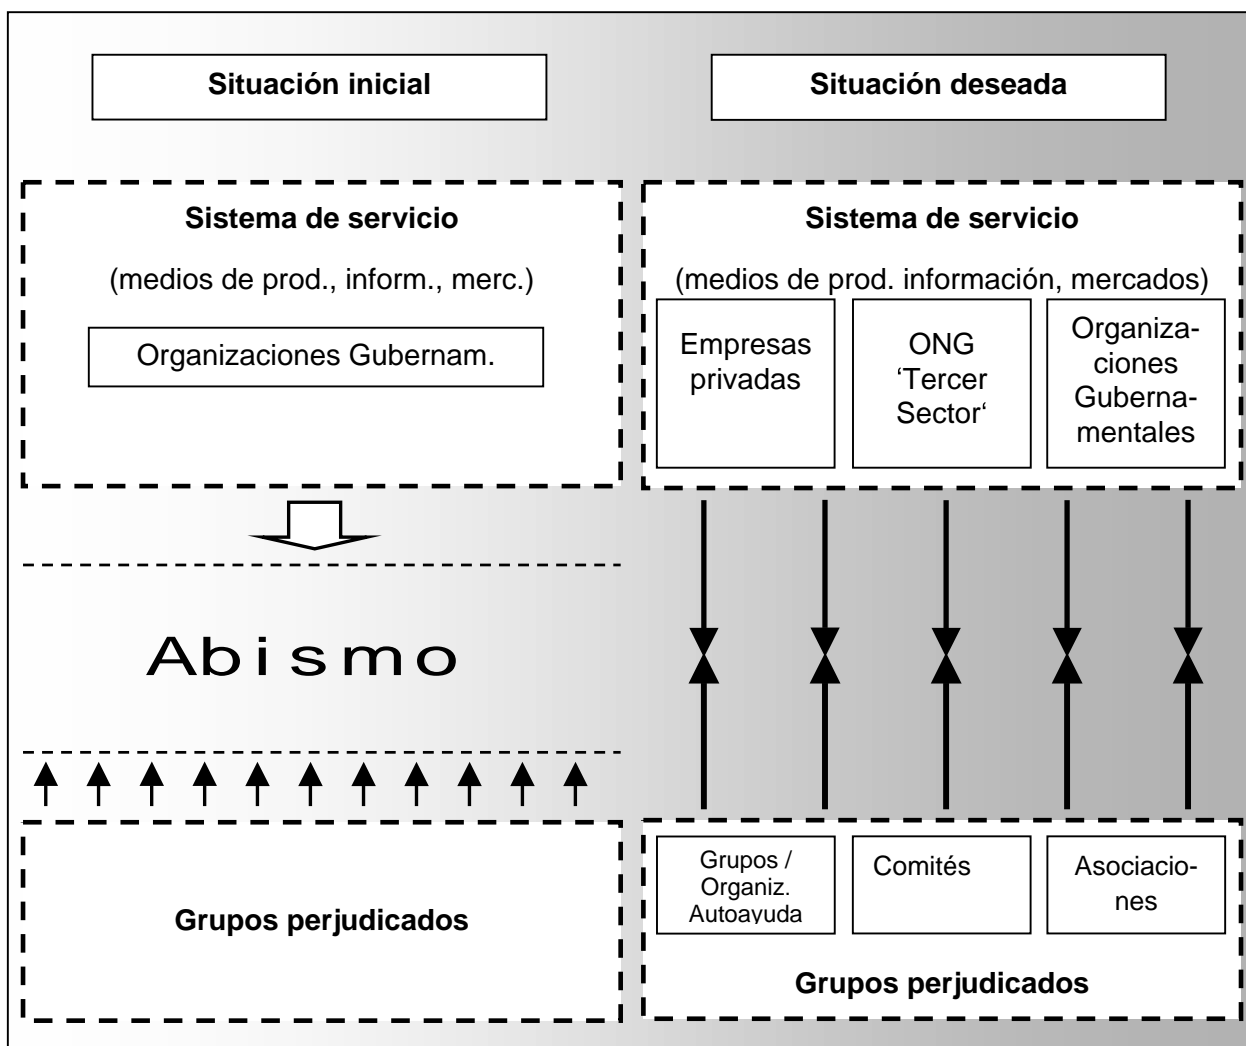 Situación inicial
Situación deseada
Sistema de servicio
(medios de prod., inform., merc.)
Organizaciones Gubernam.
Sistema de servicio
(medios de prod. información, mercados)
Empresas
privadas
ONG
‘Tercer
Sector‘
Organiza-
ciones
Guberna-
mentales
Abismo
Grupos perjudicados
Grupos /
Organiz.
Autoayuda
Comités
Asociacio-
nes
Grupos perjudicados